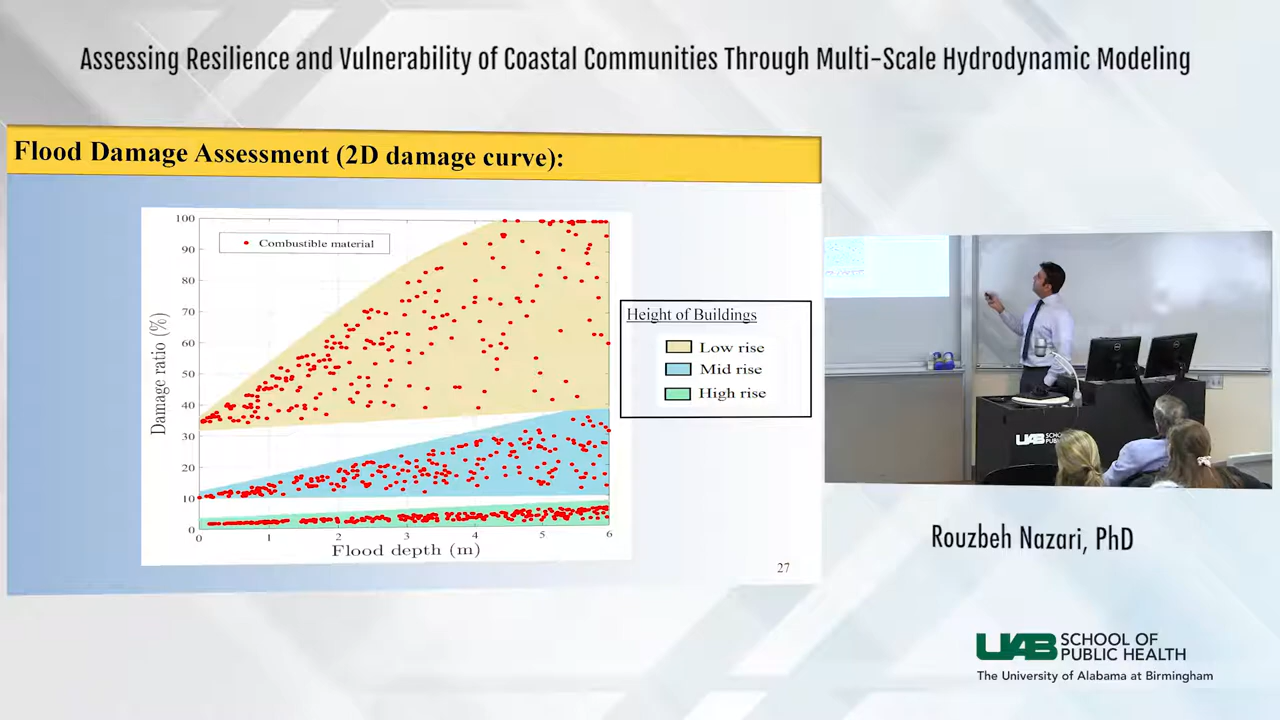 Assessing Resilience and Vulnerability of Coastal Communities Through Multi-Scale Hydrodynamic Modeling
Flood Damage Assessment (2D damage curve):
100
90
80
70
60
50
40
30
20
10
0
Damage ratio (%)
Combustible material
0 1 2 3 4 5 6
Flood depth (m)
Height of Buildings
Low rise
Mid rise
High rise
27
UAB
Rouzbeh Nazari, PhD
UAB SCHOOL OF
PUBLIC HEALTH
The University of Alabama at Birmingham